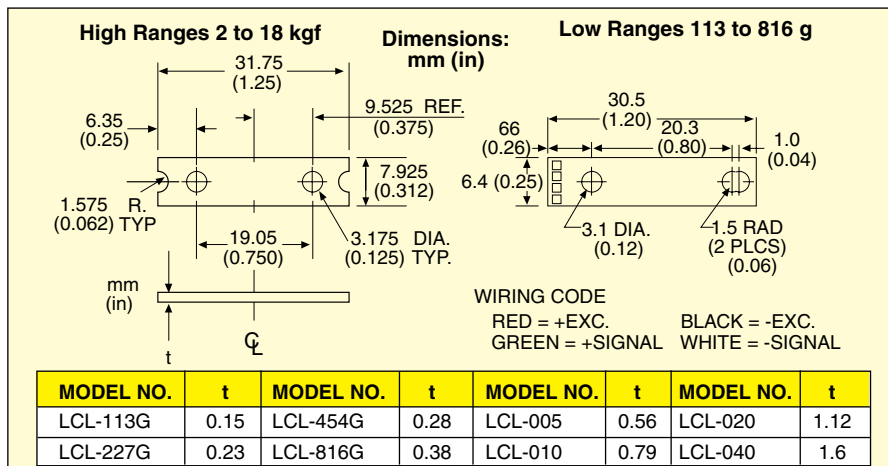 High Ranges 2 to 18 kgf
Dimensions:
mm (in)
Low Ranges 113 to 816 g
31.75
(1.25)
6.35
(0.25)
9.525 REF.
(0.375)
7.925
(0.312)
1.575 R.
(0.062) TYP
19.05
(0.750)
3.175 DIA.
(0.125) TYP.
mm
(in)
t
℄
30.5
(1.20)
66
(0.26)
20.3
(0.80)
1.0
(0.04)
6.4 (0.25)
3.1 DIA.
(0.12)
1.5 RAD
(2 PLCS)
(0.06)
WIRING CODE
RED = +EXC. BLACK = -EXC.
GREEN = +SIGNAL WHITE = -SIGNAL
MODEL NO. t MODEL NO. t MODEL NO. t MODEL NO. t
LCL-113G 0.15 LCL-454G 0.28 LCL-005 0.56 LCL-020 1.12
LCL-227G 0.23 LCL-816G 0.38 LCL-010 0.79 LCL-040 1.6